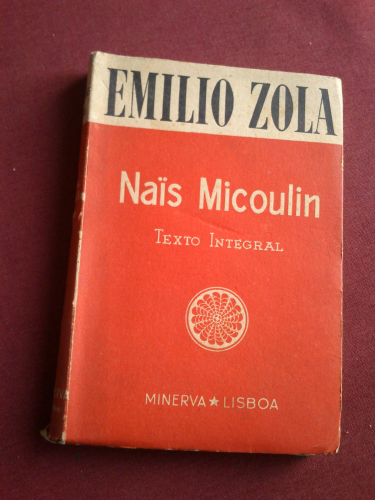 EMILIO ZOLA
Naïs Micoulin
TEXTO INTEGRAL
MINERVA ★ LISBOA